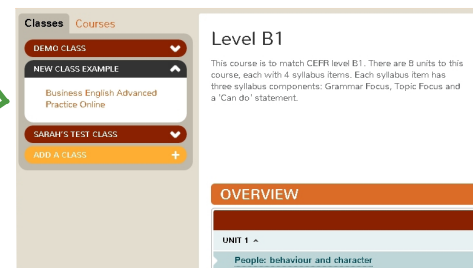 Classes Courses
DEMO CLASS
NEW CLASS EXAMPLE
Business English Advanced
Practice Online
SARAH'S TEST CLASS
ADD A CLASS
Level B1
This course is to match CEFR level B1. There are 8 units to this
course, each with 4 syllabus items. Each syllabus item has
three syllabus components: Grammar Focus, Topic Focus and
a 'Can do' statement.
OVERVIEW
UNIT 1
People: behaviour and character